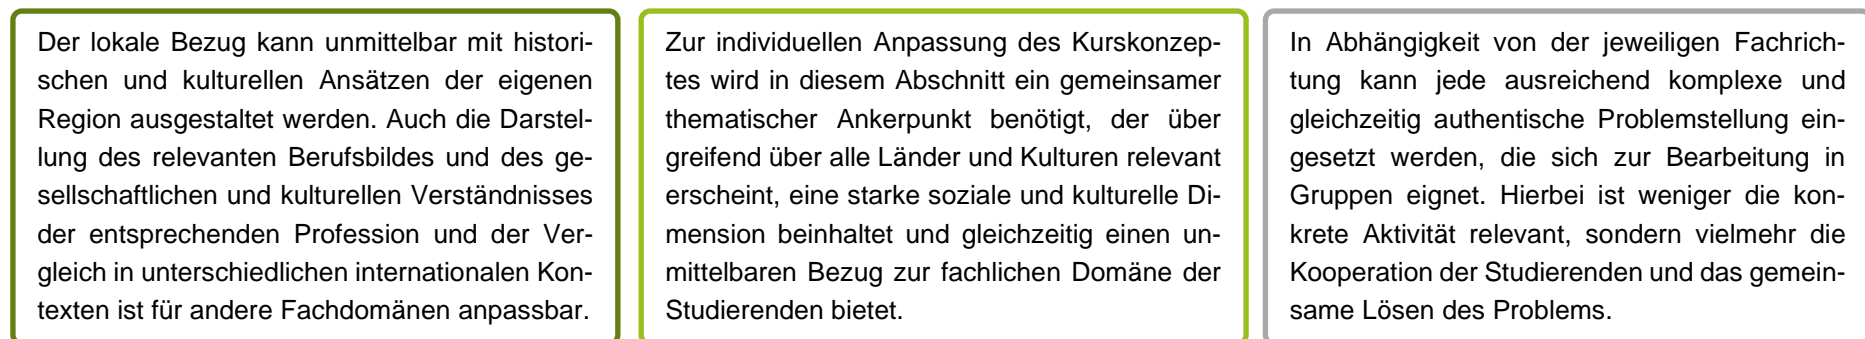 Der lokale Bezug kann unmittelbar mit histori-
schen und kulturellen Ansätzen der eigenen
Region ausgestaltet werden. Auch die Darstel-
lung des relevanten Berufsbildes und des ge-
sellschaftlichen und kulturellen Verständnisses
der entsprechenden Profession und der Ver-
gleich in unterschiedlichen internationalen Kon-
texten ist für andere Fachdomänen anpassbar.
Zur individuellen Anpassung des Kurskonzep-
tes wird in diesem Abschnitt ein gemeinsamer
thematischer Ankerpunkt benötigt, der über
greifend über alle Länder und Kulturen relevant
erscheint, eine starke soziale und kulturelle Di-
mension beinhaltet und gleichzeitig einen un-
mittelbaren Bezug zur fachlichen Domäne der
Studierenden bietet.
In Abhängigkeit von der jeweiligen Fachrich-
tung kann jede ausreichend komplexe und
gleichzeitig authentische Problemstellung ein-
gesetzt werden, die sich zur Bearbeitung in
Gruppen eignet. Hierbei ist weniger die kon-
krete Aktivität relevant, sondern vielmehr die
Kooperation der Studierenden und das gemein-
same Lösen des Problems.